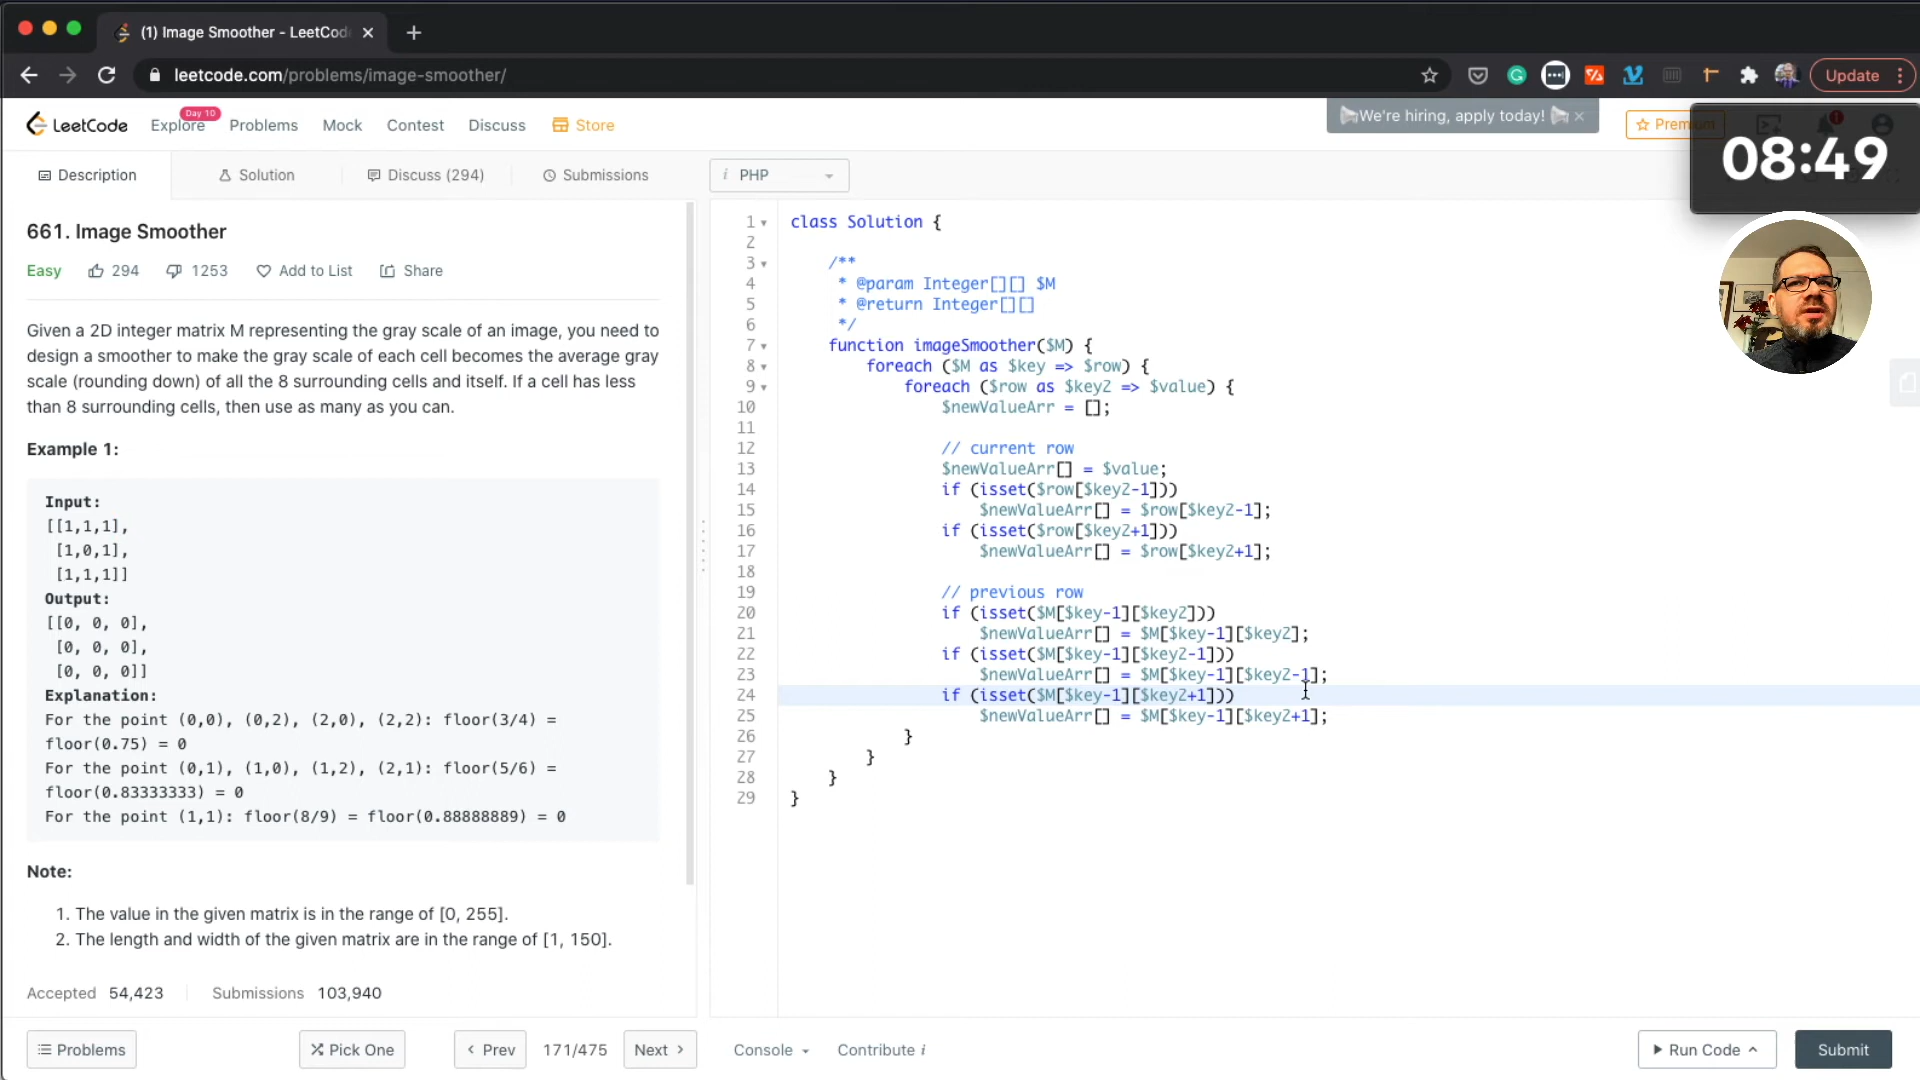 (1) Image Smoother - LeetCod
leetcode.com/problems/image-smoother/
Update
LeetCode
Explore
Day 10
Problems
Mock
Contest
Discuss
Store
We're hiring, apply today!
Premium
08:49
Description
Solution
Discuss (294)
Submissions
i PHP
661. Image Smoother
Easy
294
1253
Add to List
Share
Given a 2D integer matrix M representing the gray scale of an image, you need to
design a smoother to make the gray scale of each cell becomes the average gray
scale (rounding down) of all the 8 surrounding cells and itself. If a cell has less
than 8 surrounding cells, then use as many as you can.
Example 1:
Input:
[[1,1,1],
[1,0,1],
[1,1,1]]
Output:
[[0, 0, 0],
[0, 0, 0],
[0, 0, 0]]
Explanation:
For the point (0,0), (0,2), (2,0), (2,2): floor(3/4) =
floor(0.75) = 0
For the point (0,1), (1,0), (1,2), (2,1): floor(5/6) =
floor(0.83333333) = 0
For the point (1,1): floor(8/9) = floor(0.88888889) = 0
Note:
1. The value in the given matrix is in the range of [0, 255].
2. The length and width of the given matrix are in the range of [1, 150].
Accepted 54,423
Submissions 103,940
1 class Solution {
2
3 /**
4 * @param Integer[][] $M
5 * @return Integer[][]
6 */
7 function imageSmoother($M) {
8 foreach ($M as $key => $row) {
9 foreach ($row as $key2 => $value) {
10 $newValueArr = [];
11
12 // current row
13 $newValueArr[] = $value;
14 if (isset($row[$key2-1]))
15 $newValueArr[] = $row[$key2-1];
16 if (isset($row[$key2+1]))
17 $newValueArr[] = $row[$key2+1];
18
19 // previous row
20 if (isset($M[$key-1][$key2]))
21 $newValueArr[] = $M[$key-1][$key2];
22 if (isset($M[$key-1][$key2-1]))
23 $newValueArr[] = $M[$key-1][$key2-1];
24 if (isset($M[$key-1][$key2+1]))
25 $newValueArr[] = $M[$key-1][$key2+1];
26 }
27 }
28 }
29 }
Problems
Pick One
Prev
171/475
Next
Console
Contribute i
Run Code
Submit